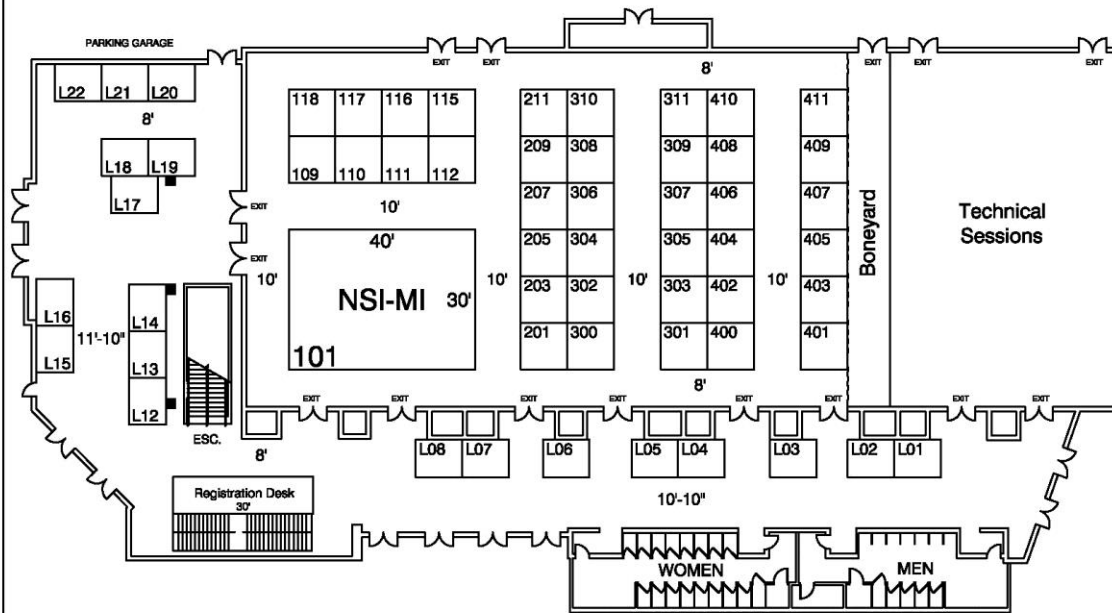 PARKING GARAGE
EXIT EXIT EXIT EXIT EXIT
8'
L22 L21 L20
8'
118 117 116 115
211 310
311 410
411
109 110 111 112
209 308
309 408
409
L18 L19
L17
EXIT
10'
207 306
307 406
407
Technical
Sessions
Boneyard
EXIT
10'
40'
NSI-MI
30'
101
10'
10'
10'
205 304
305 404
405
203 302
303 402
403
201 300
301 400
401
8'
L16
L15
11'-10"
L14
L13
L12
ESC.
EXIT EXIT EXIT EXIT EXIT EXIT EXIT EXIT
8'
L08 L07 L06 L05 L04 L03 L02 L01
Registration Desk
30'
10'-10"
WOMEN
MEN